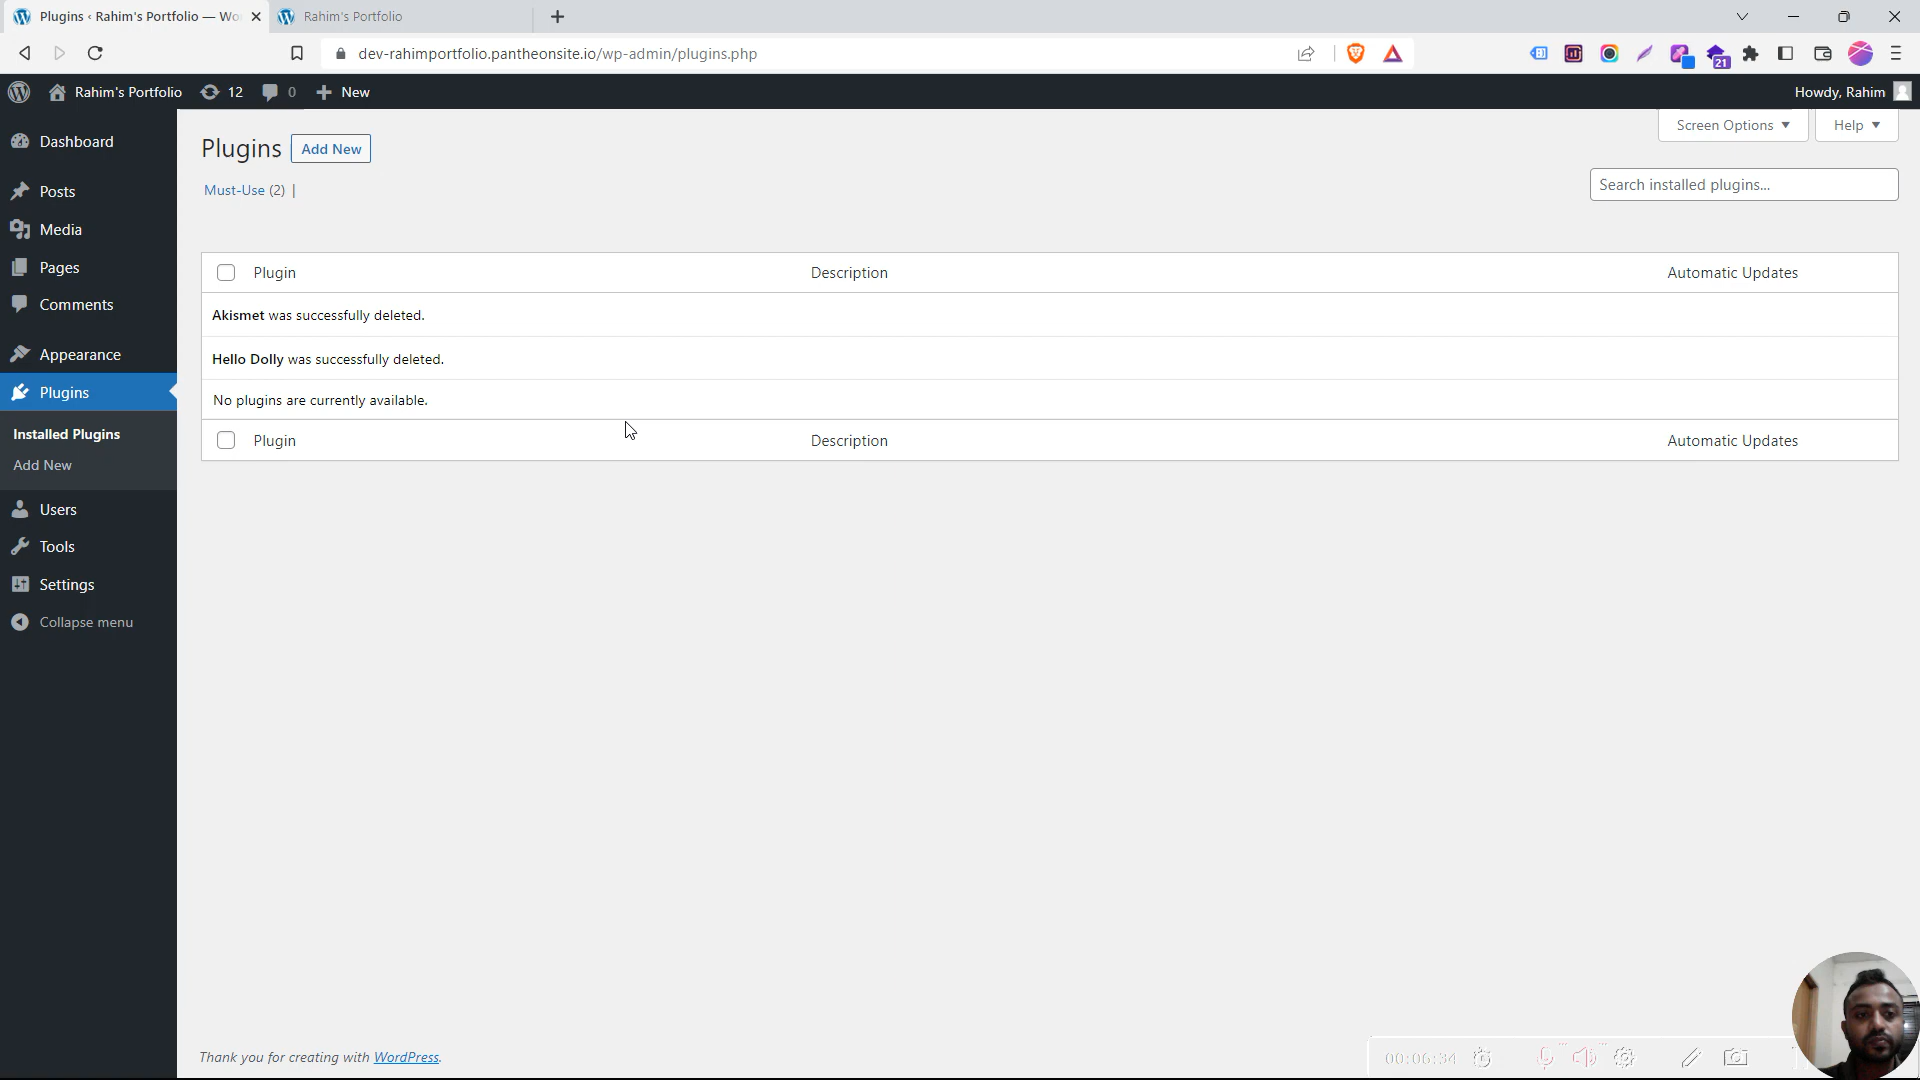 Plugins ‹ Rahim's Portfolio — Wo
Rahim's Portfolio
dev-rahimportfolio.pantheonsite.io/wp-admin/plugins.php
21
Rahim's Portfolio
12
0
New
Howdy, Rahim
Dashboard
Posts
Media
Pages
Comments
Appearance
Plugins
Installed Plugins
Add New
Users
Tools
Settings
Collapse menu
Screen Options
Help
Plugins
Add New
Must-Use (2) |
Search installed plugins...
Plugin
Description
Automatic Updates
Akismet was successfully deleted.
Hello Dolly was successfully deleted.
No plugins are currently available.
Plugin
Description
Automatic Updates
Thank you for creating with WordPress.
00:06:34